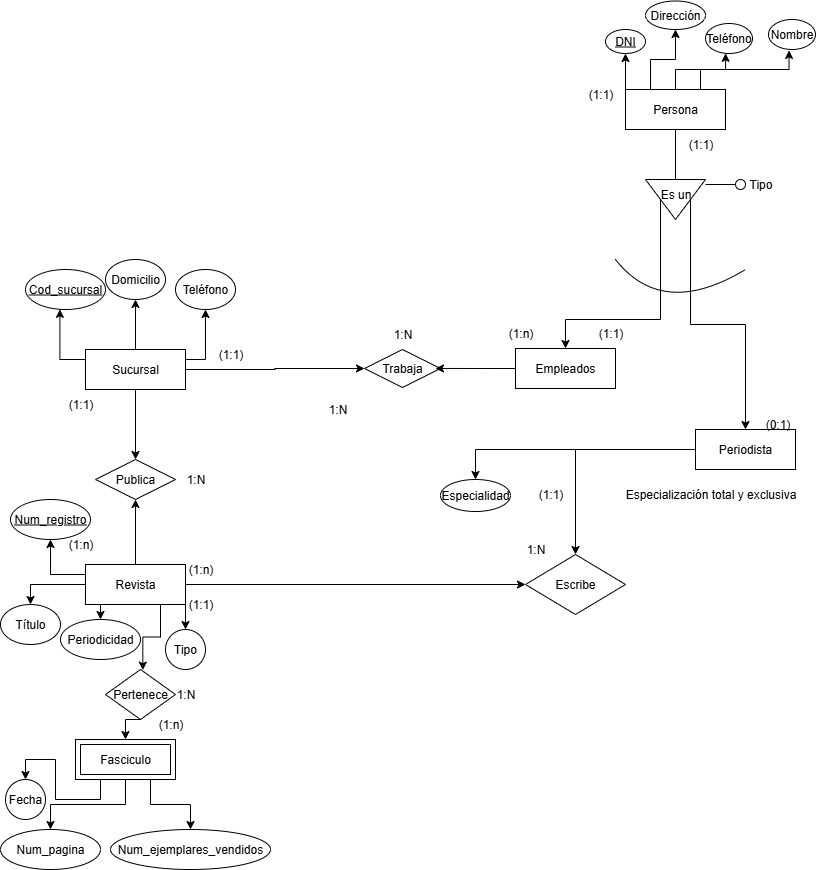 Dirección
DNI
Teléfono
Nombre
(1:1)
Persona
(1:1)
Es un
Tipo
Cod_sucursal
Domicilio
Teléfono
1:N
(1:n)
(1:1)
Sucursal
(1:1)
Trabaja
Empleados
(1:1)
1:N
(0:1)
Periodista
Publica
1:N
Especialidad
(1:1)
Especialización total y exclusiva
Num_registro
(1:n)
1:N
Revista
(1:n)
Escribe
(1:1)
Título
Periodicidad
Tipo
Pertenece
1:N
(1:n)
Fasciculo
Fecha
Num_pagina
Num_ejemplares_vendidos